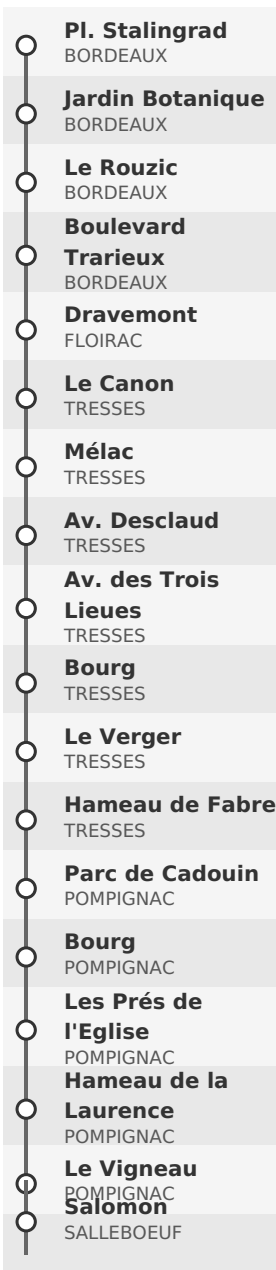 Pl. Stalingrad
BORDEAUX
Jardin Botanique
BORDEAUX
Le Rouzic
BORDEAUX
Boulevard
Trarieux
BORDEAUX
Dravemont
FLOIRAC
Le Canon
TRESSES
Mélac
TRESSES
Av. Desclaud
TRESSES
Av. des Trois
Lieues
TRESSES
Bourg
TRESSES
Le Verger
TRESSES
Hameau de Fabre
TRESSES
Parc de Cadouin
POMPIGNAC
Bourg
POMPIGNAC
Les Prés de
l'Eglise
POMPIGNAC
Hameau de la
Laurence
POMPIGNAC
Le Vigneau
POMPIGNAC
Salomon
SALLEBOEUF